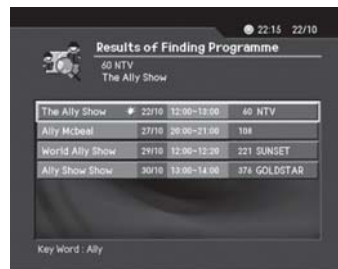 22:15 22/10
Results of Finding Programme
60 NTV
The Ally Show
The Ally Show 22/10 12:00~13:00 60 NTV
Ally Mcbeal 27/10 20:00~21:00 108
World Ally Show 29/10 12:00~12:20 221 SUNSET
Ally Show Show 30/10 13:00~14:00 376 GOLDSTAR
Key Word : Ally